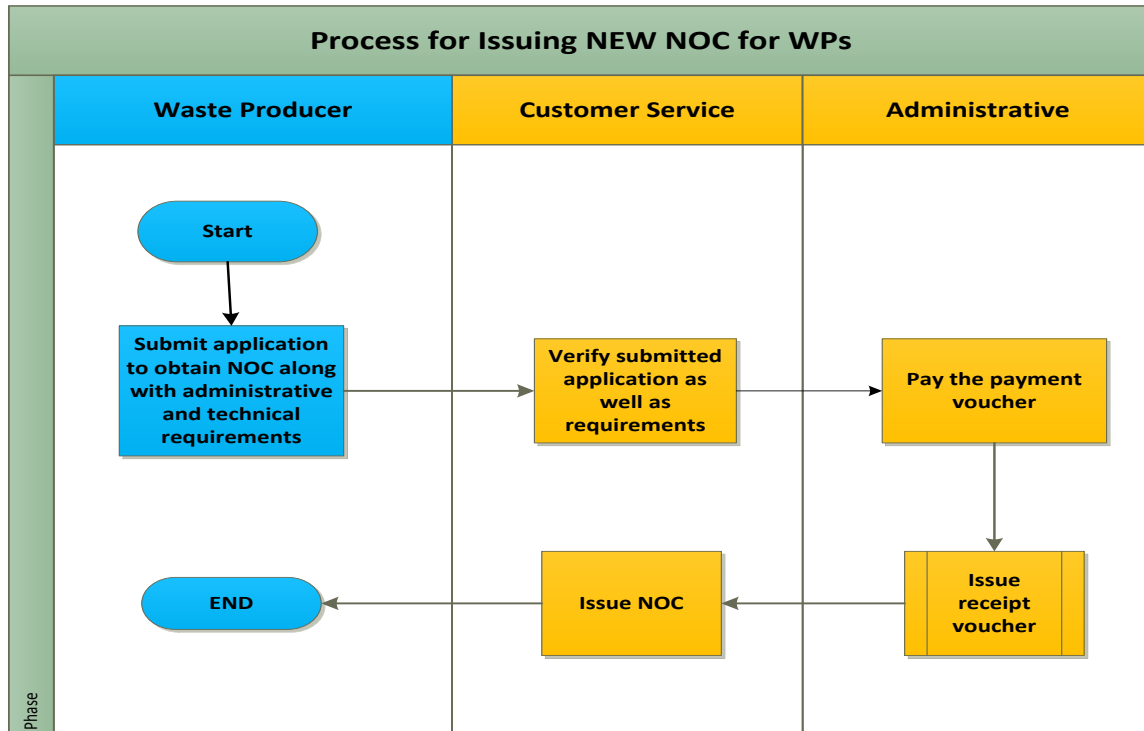 Process for Issuing NEW NOC for WPs
Waste Producer
Customer Service
Administrative
Start
Submit application
to obtain NOC along
with administrative
and technical
requirements
Verify submitted
application as
well as
requirements
Pay the payment
voucher
Issue
receipt
voucher
Issue NOC
END
Phase